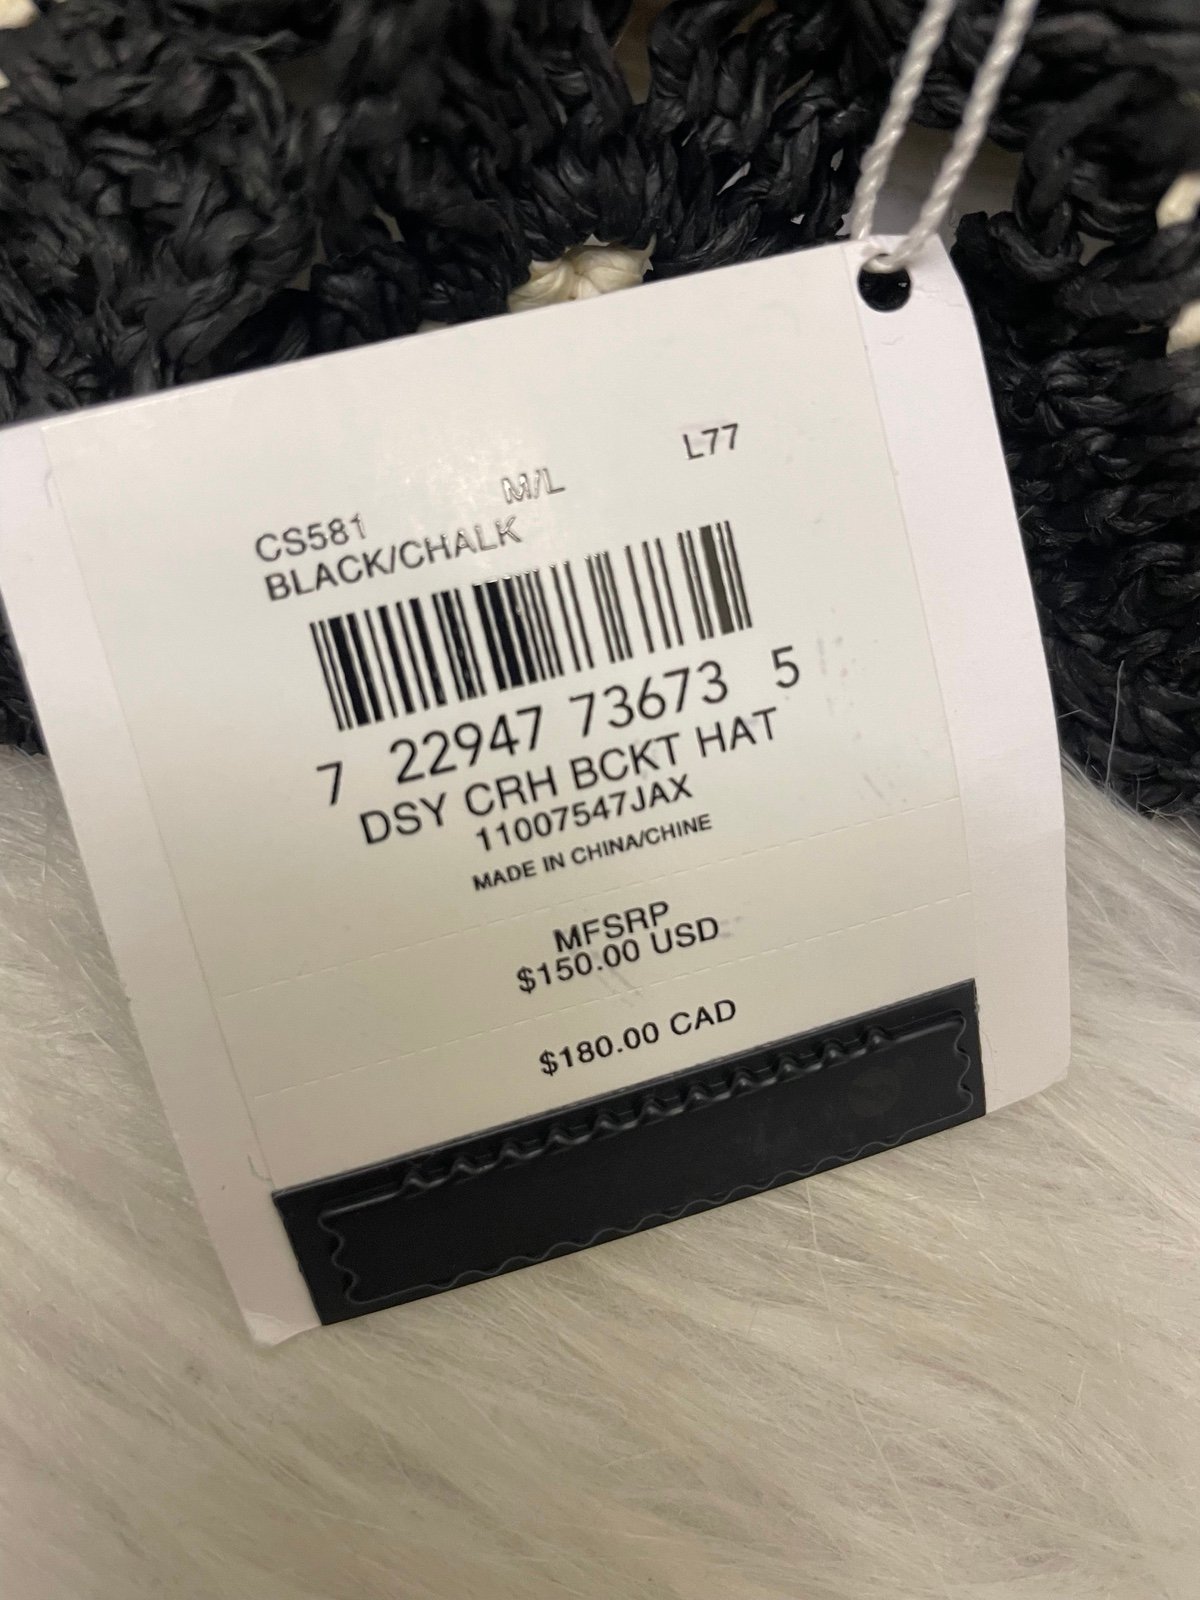 L77
M/L
CS581
BLACK/CHALK
7 22947 73673 5
DSY CRH BCKT HAT
11007547JAX
MADE IN CHINA/CHINE
MFSRP
$150.00 USD
$180.00 CAD